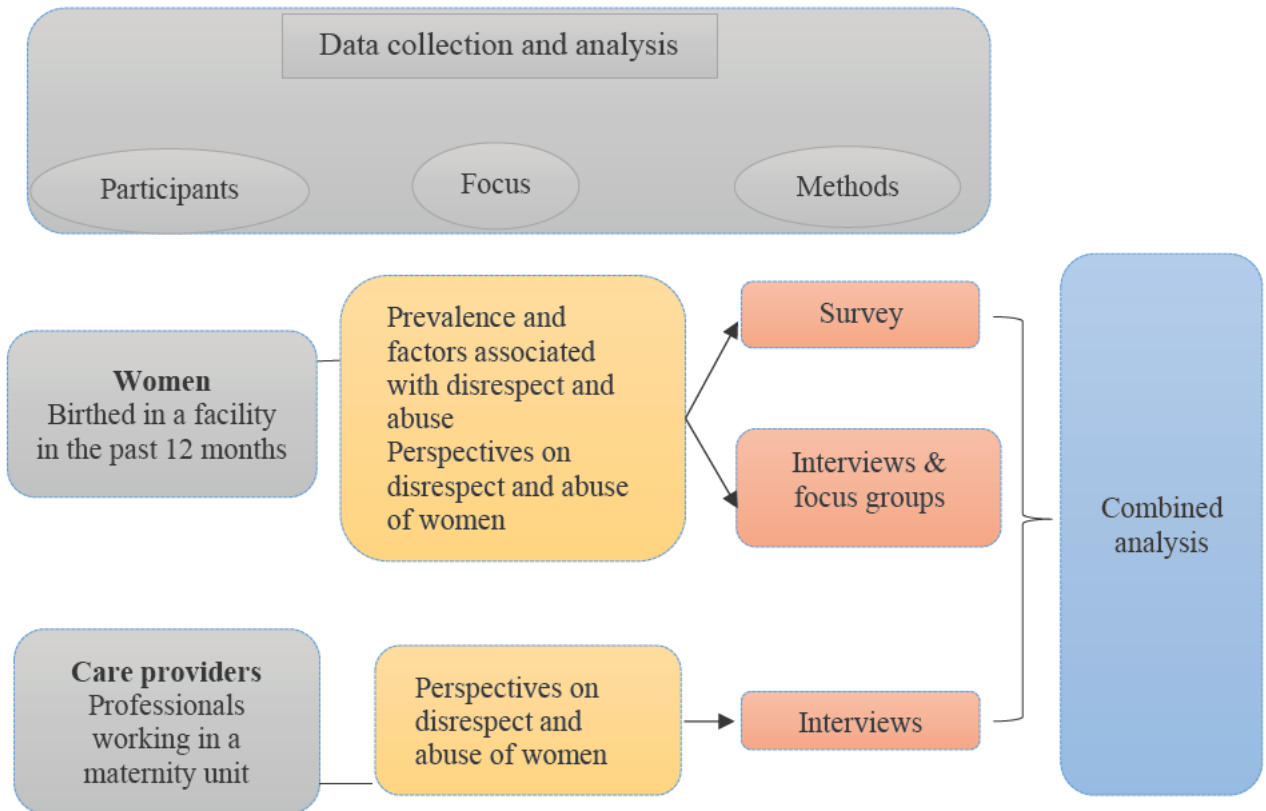 Data collection and analysis
Participants
Focus
Methods
Women
Birthed in a facility
in the past 12 months
Prevalence and
factors associated
with disrespect and
abuse
Perspectives on
disrespect and abuse
of women
Survey
Interviews &
focus groups
Combined
analysis
Care providers
Professionals
working in a
maternity unit
Perspectives on
disrespect and
abuse of women
Interviews